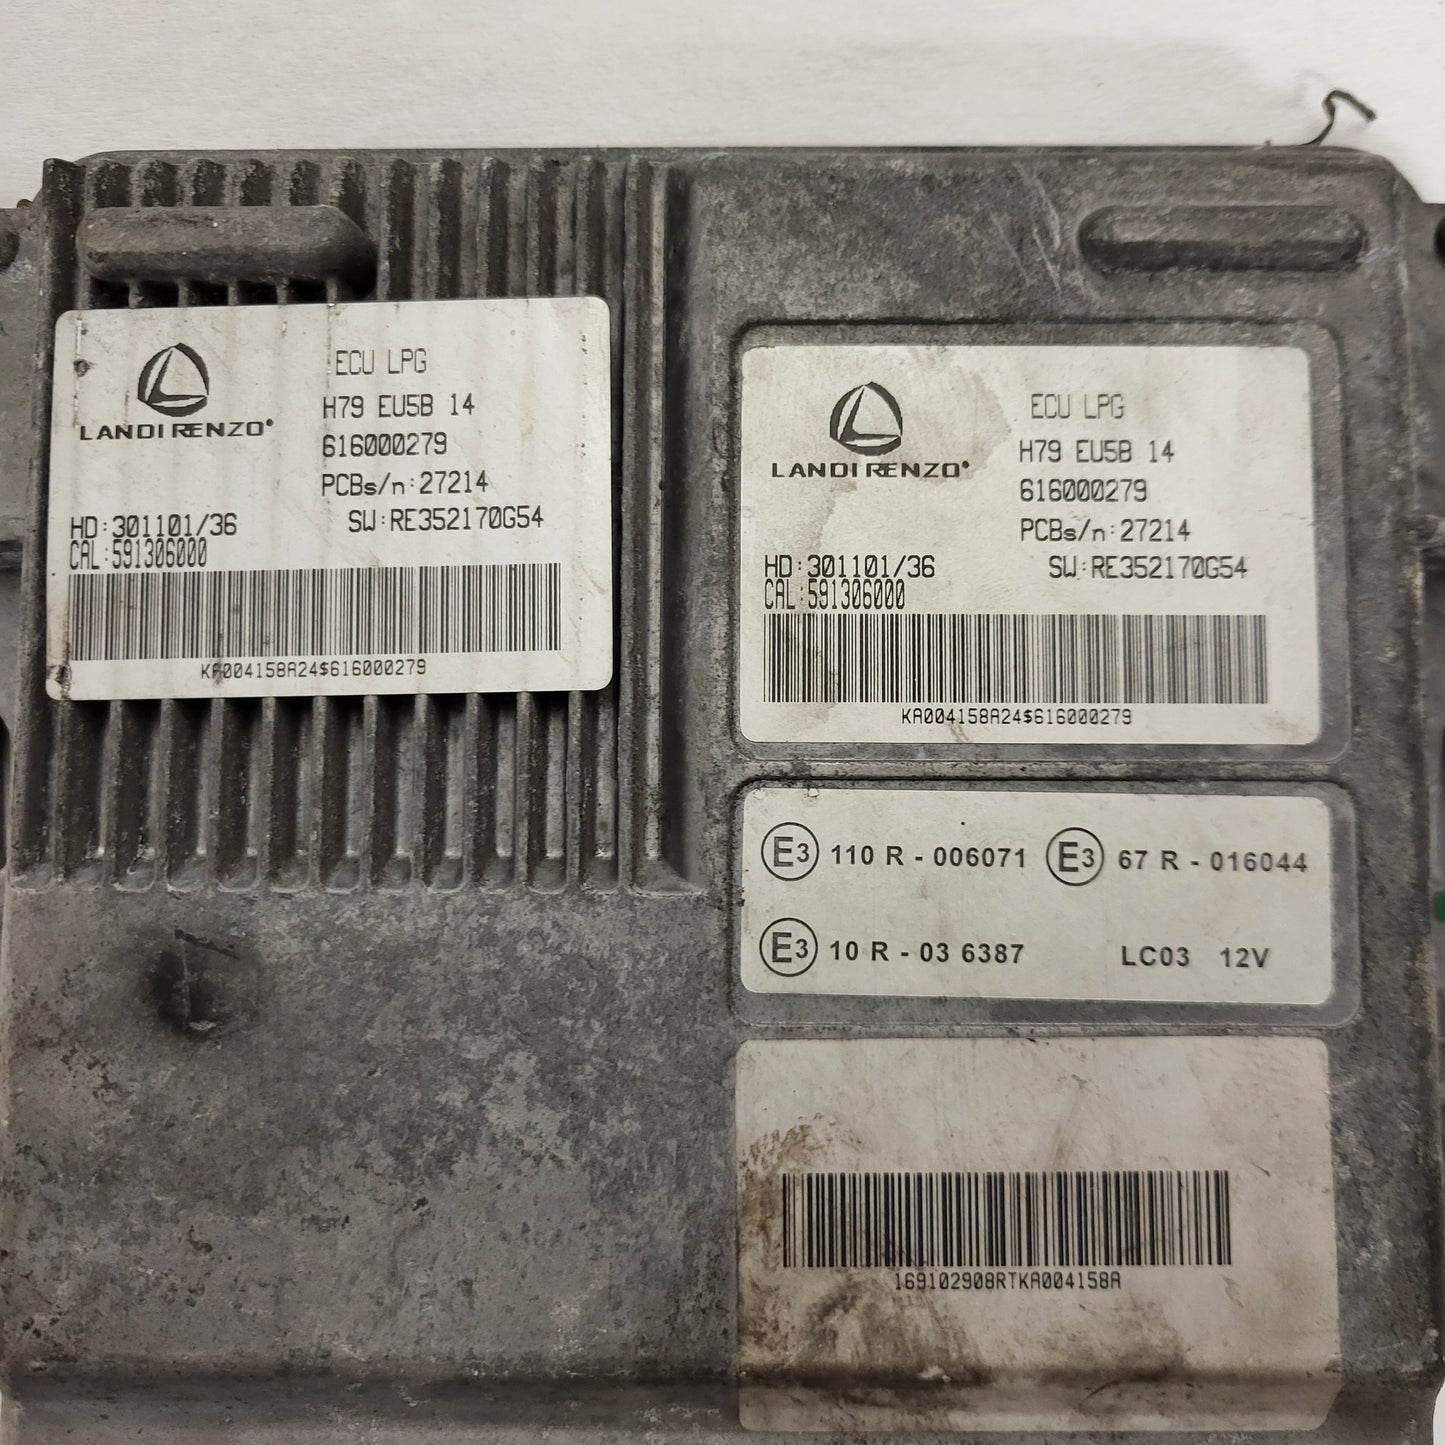 ECU LPG
H79 EU5B 14
LANDIRENZO®
616000279
PCBs/n:27214
HD:301101/36 SW:RE352170G54
CAL:591306000
KA004158A24$616000279
ECU LPG
H79 EU5B 14
LANDIRENZO®
616000279
PCBs/n:27214
HD:301101/36 SW:RE352170G54
CAL:591306000
KA004158A24$616000279
E3 110 R - 006071 E3 67 R - 016044
E3 10 R - 03 6387 LC03 12V
169102908RTKA004158A